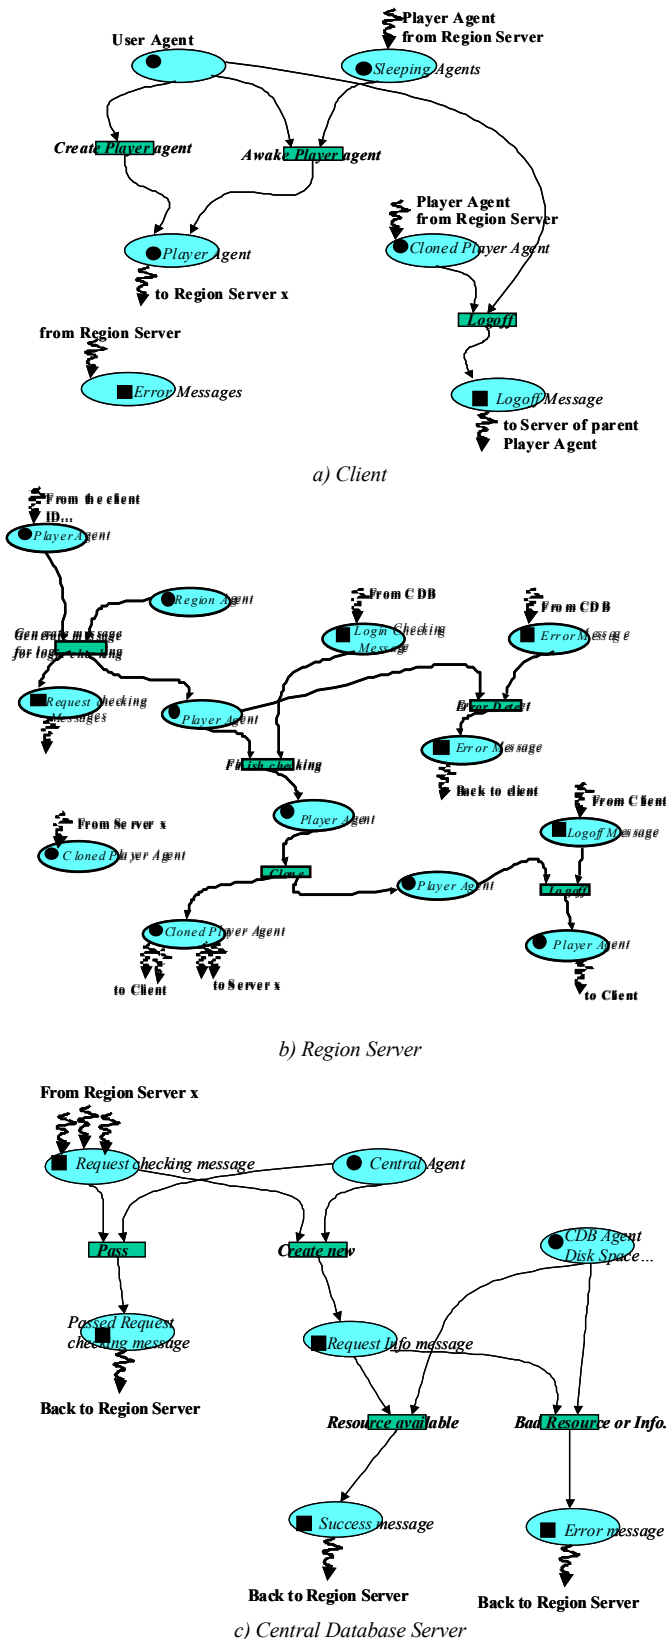 Player Agent
from Region Server
User Agent
Sleeping Agents
Create Player agent
Awake Player agent
Player Agent
from Region Server
Player Agent
Cloned Player Agent
to Region Server x
Logoff
from Region Server
Error Messages
Logoff Message
to Server of parent
Player Agent
a) Client
From the client
ID...
Player Agent
Region Agent
From CDB
From CDB
Login Checking
Message
Error Message
Generate message
for login checking
Request checking
Messages
Player Agent
Error Detect
Error Message
Finish checking
Back to client
Player Agent
From Client
From Server x
Logoff Message
Cloned Player Agent
Clone
Player Agent
Logoff
Cloned Player Agent
Player Agent
to Client
to Server x
to Client
b) Region Server
From Region Server x
Request checking message
Central Agent
CDB Agent
Disk Space...
Pass
Create new
Passed Request
checking message
Request Info message
Back to Region Server
Resource available
Bad Resource or Info.
Success message
Error message
Back to Region Server
Back to Region Server
c) Central Database Server